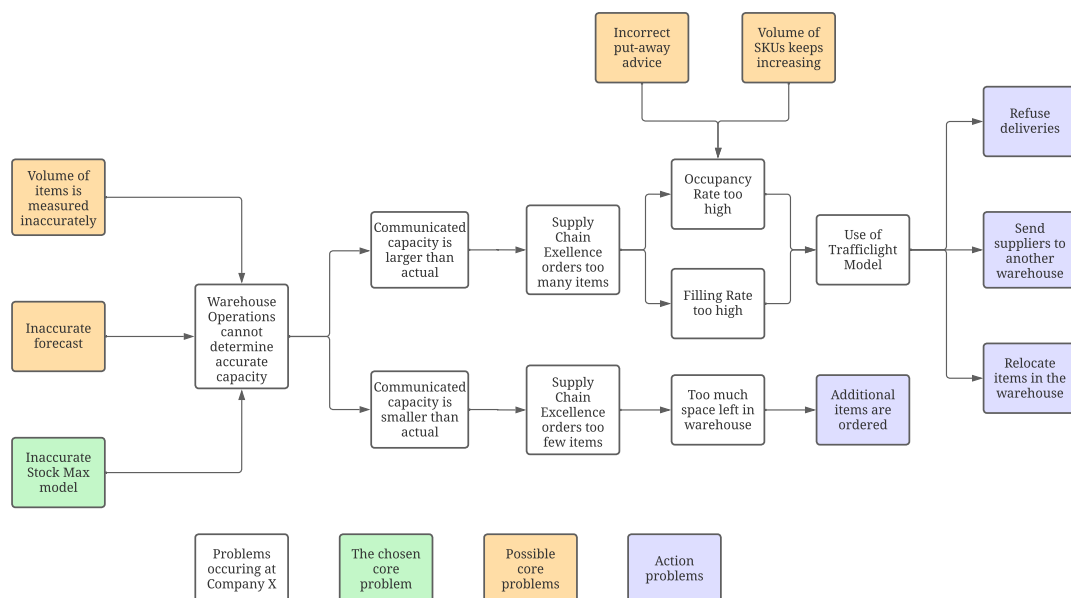 Incorrect
put-away
advice
Volume of
SKUs keeps
increasing
Refuse
deliveries
Volume of
items is
measured
inaccurately
Occupancy
Rate too
high
Communicated
capacity is
larger than
actual
Supply
Chain
Exellence
orders too
many items
Use of
Trafficlight
Model
Send
suppliers to
another
warehouse
Inaccurate
forecast
Warehouse
Operations
cannot
determine
accurate
capacity
Filling Rate
too high
Relocate
items in the
warehouse
Communicated
capacity is
smaller than
actual
Supply
Chain
Excellence
orders too
few items
Too much
space left in
warehouse
Additional
items are
ordered
Inaccurate
Stock Max
model
Problems
occuring at
Company X
The chosen
core
problem
Possible
core
problems
Action
problems